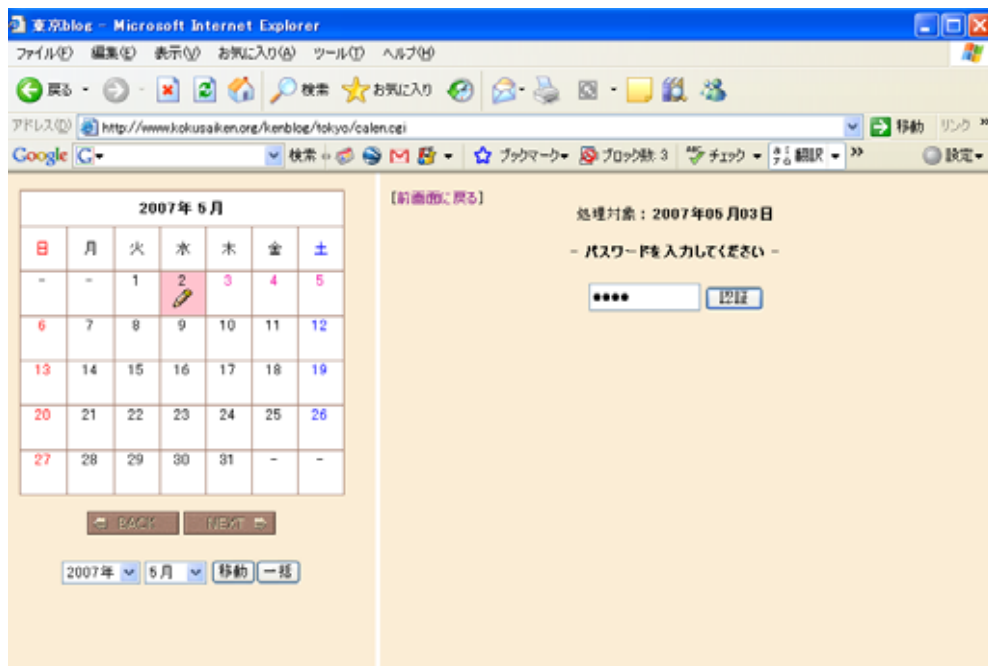 東京blog - Microsoft Internet Explorer
ファイル(F) 編集(E) 表示(V) お気に入り(A) ツール(T) ヘルプ(H)
戻る 検索 お気に入り
アドレス(D) http://www.kokusaiken.org/kenblog/tokyo/calen.cgi 移動 リンク »
Google G 検索 ブックマーク ブロック数: 3 チェック 翻訳 » 設定
2007年 5月
日 月 火 水 木 金 土
- - 1 2 3 4 5
6 7 8 9 10 11 12
13 14 15 16 17 18 19
20 21 22 23 24 25 26
27 28 29 30 31 - -
BACK NEXT
2007年 5月 移動 一括
[前画面に戻る]
処理対象：2007年05月03日
- パスワードを入力してください -
•••• 認証